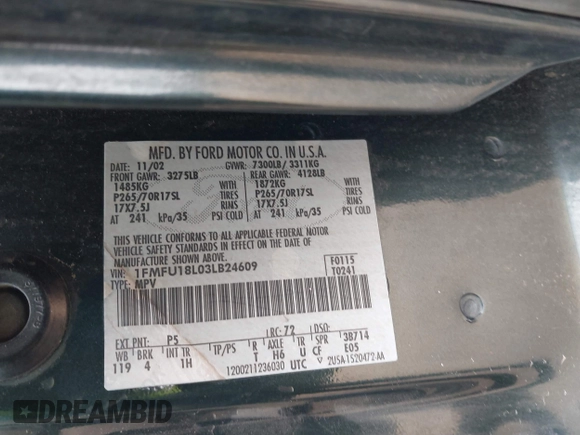 MFD. BY FORD MOTOR CO. IN U.S.A.
DATE: 11/02 GVWR: 7300LB/ 3311KG
FRONT GAWR: 3275LB REAR GAWR: 4128LB
1485KG WITH 1872KG WITH
P265/70R17SL TIRES P265/70R17SL TIRES
17X7.5J RIMS 17X7.5J RIMS
AT 241 kPa/35 PSI COLD AT 241 kPa/35 PSI COLD
THIS VEHICLE CONFORMS TO ALL APPLICABLE FEDERAL MOTOR
VEHICLE SAFETY STANDARDS IN EFFECT ON THE DATE OF
MANUFACTURE SHOWN ABOVE.
VIN: 1FMFU18L03LB24609 F0115
TYPE: MPV T0241
EXT PNT: P5 RC: 72 DSO:
WB BRK INT TR TP/PS R AXLE TR SPR 3B714
119 4 1H T H6 U CF E05
1200211236030 UTC 2U5A 1520472 AA
DREAMBID